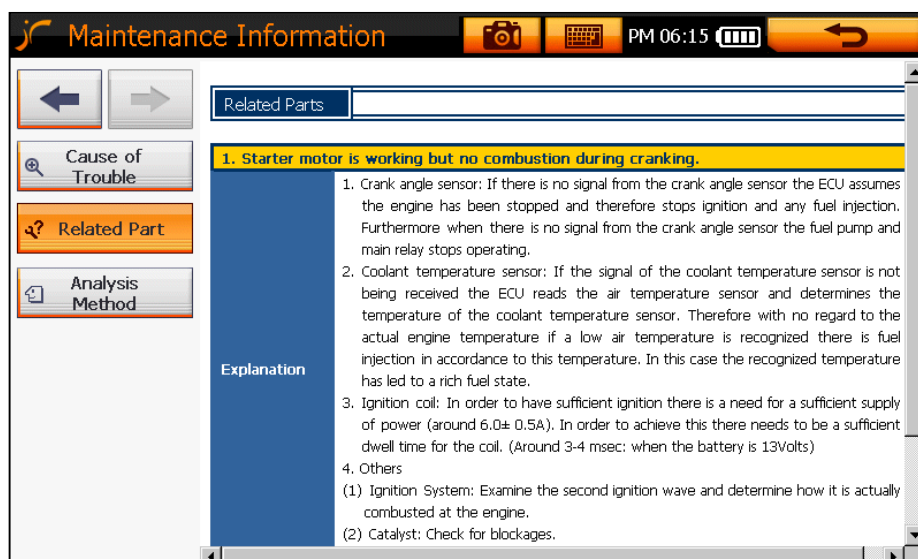 Maintenance Information
PM 06:15
Related Parts
Cause of
Trouble
Related Part
Analysis
Method
1. Starter motor is working but no combustion during cranking.
Explanation
1. Crank angle sensor: If there is no signal from the crank angle sensor the ECU assumes
the engine has been stopped and therefore stops ignition and any fuel injection.
Furthermore when there is no signal from the crank angle sensor the fuel pump and
main relay stops operating.
2. Coolant temperature sensor: If the signal of the coolant temperature sensor is not
being received the ECU reads the air temperature sensor and determines the
temperature of the coolant temperature sensor. Therefore with no regard to the
actual engine temperature if a low air temperature is recognized there is fuel
injection in accordance to this temperature. In this case the recognized temperature
has led to a rich fuel state.
3. Ignition coil: In order to have sufficient ignition there is a need for a sufficient supply
of power (around 6.0± 0.5A). In order to achieve this there needs to be a sufficient
dwell time for the coil. (Around 3-4 msec: when the battery is 13Volts)
4. Others
(1) Ignition System: Examine the second ignition wave and determine how it is actually
combusted at the engine.
(2) Catalyst: Check for blockages.